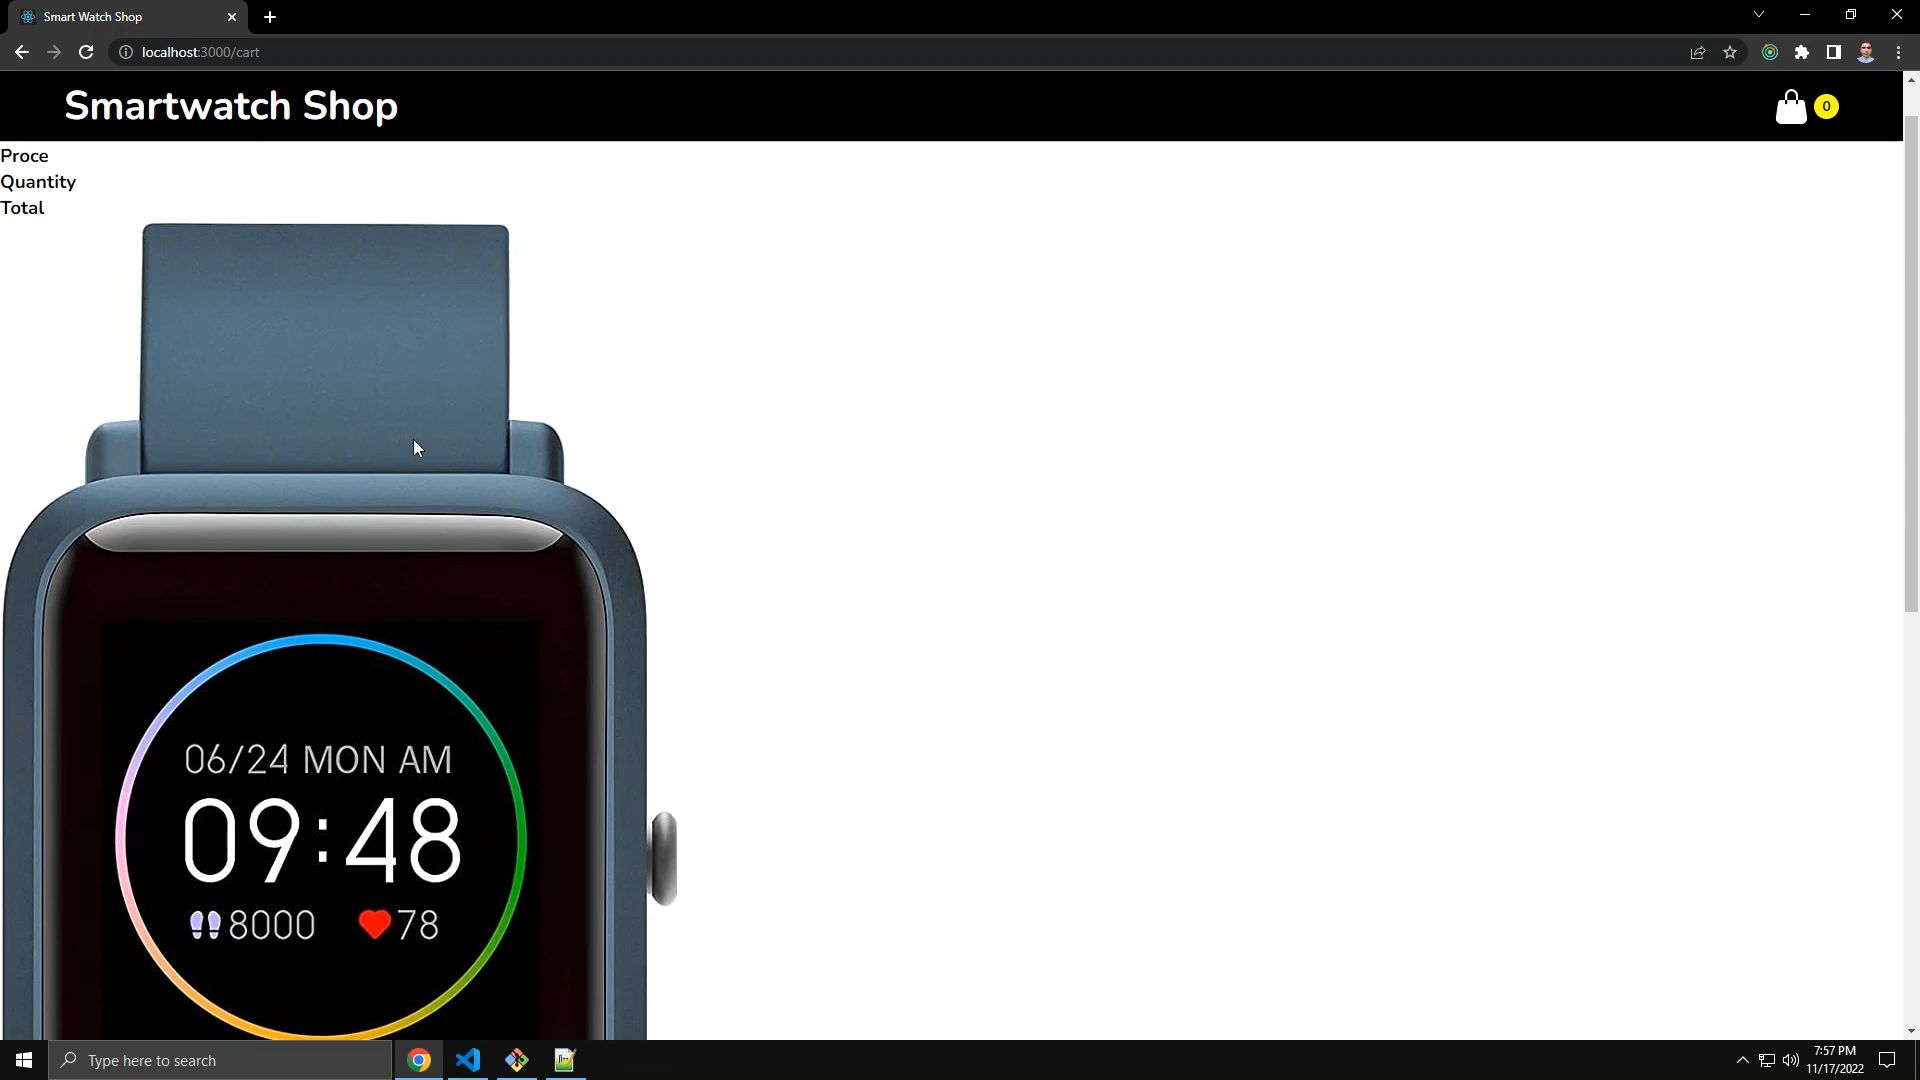 Smart Watch Shop
localhost:3000/cart
Smartwatch Shop
0
Proce
Quantity
Total
06/24 MON AM
09:48
8000 78
Type here to search
7:57 PM
11/17/2022